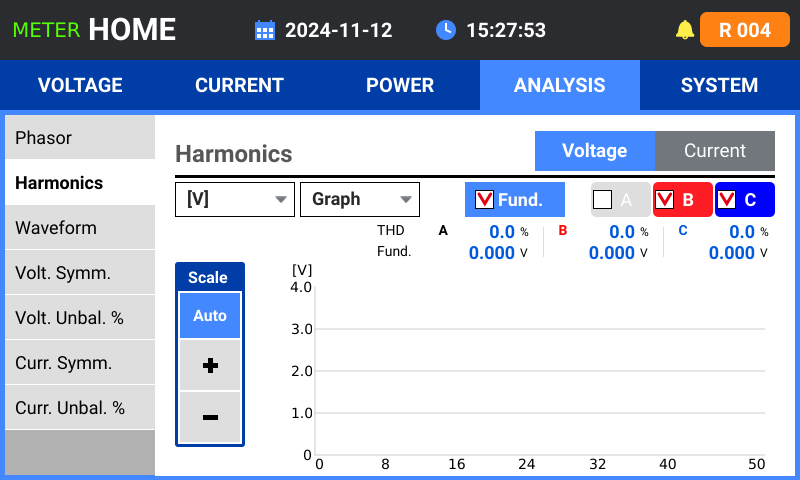 METER HOME 2024-11-12 15:27:53 R 004
VOLTAGE CURRENT POWER ANALYSIS SYSTEM
Phasor
Harmonics
Waveform
Volt. Symm.
Volt. Unbal. %
Curr. Symm.
Curr. Unbal. %
Harmonics Voltage Current
[V] Graph Fund. A B C
THD A 0.0 % B 0.0 % C 0.0 %
Fund. 0.000 V 0.000 V 0.000 V
Scale
Auto
+
−
[V]
4.0
3.0
2.0
1.0
0
0 8 16 24 32 40 50